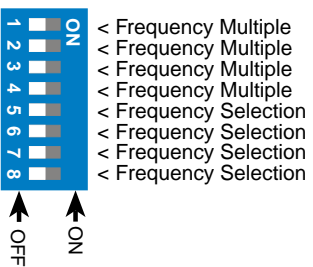 ON
1 < Frequency Multiple
2 < Frequency Multiple
3 < Frequency Multiple
4 < Frequency Multiple
5 < Frequency Selection
6 < Frequency Selection
7 < Frequency Selection
8 < Frequency Selection
OFF
ON